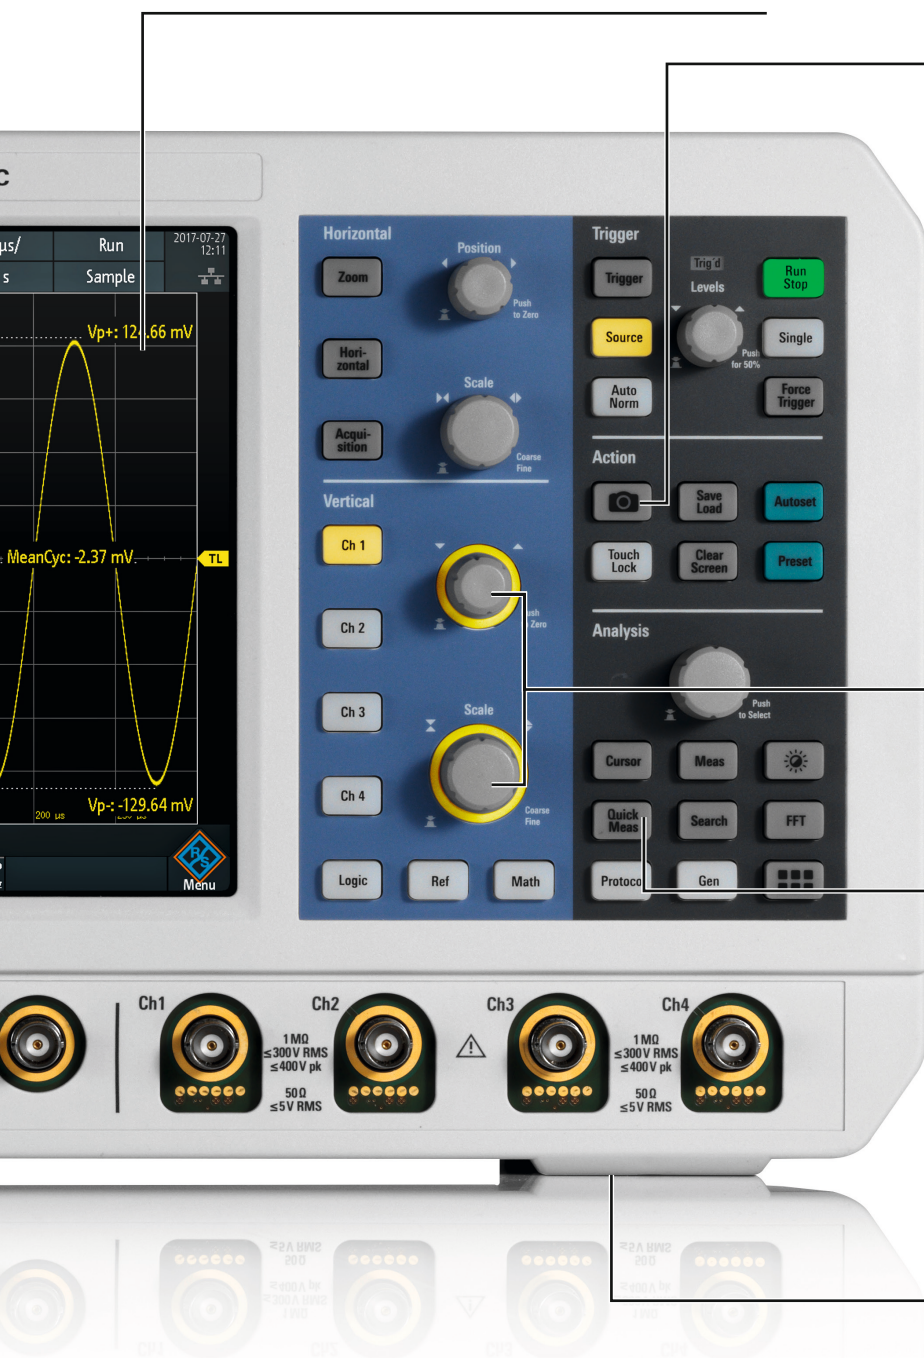 C
µs/
Run
2017-07-27
12:11
s
Sample
Vp+: 12 .66 mV
MeanCyc: -2.37 mV
TL
Vp-: -129.64 mV
200 µs
R&S
Menu
Horizontal
Zoom
Position
Push
to Zero
Hori-
zontal
Scale
Acqui-
sition
Coarse
Fine
Vertical
Ch 1
Ch 2
to Zero
Ch 3
Scale
Ch 4
Coarse
Fine
Logic
Ref
Math
Trigger
Trigger
Trig'd
Levels
Run
Stop
Source
Single
Push
for 50%
Auto
Norm
Force
Trigger
Action
Save
Load
Autoset
Touch
Lock
Clear
Screen
Preset
Analysis
Push
to Select
Cursor
Meas
Quick
Meas
Search
FFT
Protocol
Gen
Ch1
Ch2
Ch3
Ch4
1 MΩ
≤300 V RMS
≤400 V pk
50 Ω
≤5 V RMS
1 MΩ
≤300 V RMS
≤400 V pk
50 Ω
≤5 V RMS